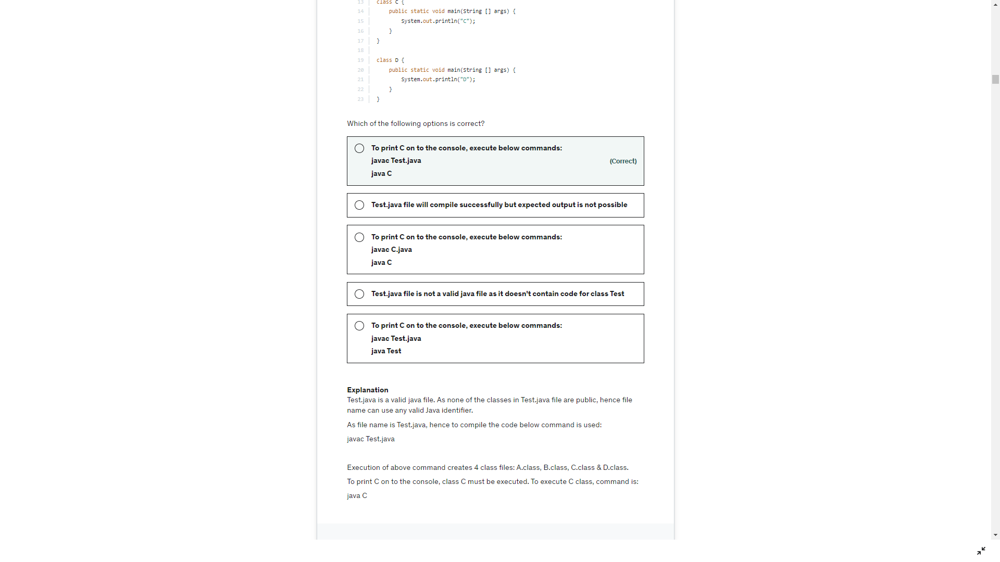 13 class C {
14 public static void main(String [] args) {
15 System.out.println("C");
16 }
17 }
18
19 class D {
20 public static void main(String [] args) {
21 System.out.println("D");
22 }
23 }
Which of the following options is correct?
To print C on to the console, execute below commands:
javac Test.java
(Correct)
java C
Test.java file will compile successfully but expected output is not possible
To print C on to the console, execute below commands:
javac C.java
java C
Test.java file is not a valid java file as it doesn't contain code for class Test
To print C on to the console, execute below commands:
javac Test.java
java Test
Explanation
Test.java is a valid java file. As none of the classes in Test.java file are public, hence file
name can use any valid Java identifier.
As file name is Test.java, hence to compile the code below command is used:
javac Test.java
Execution of above command creates 4 class files: A.class, B.class, C.class & D.class.
To print C on to the console, class C must be executed. To execute C class, command is:
java C